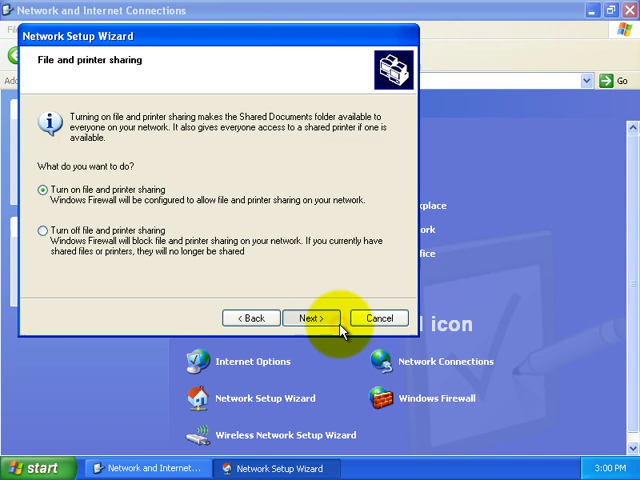 Network and Internet Connections
Network Setup Wizard
File and printer sharing
Turning on file and printer sharing makes the Shared Documents folder available to
everyone on your network. It also gives everyone access to a shared printer if one is
available.
What do you want to do?
Turn on file and printer sharing
Windows Firewall will be configured to allow file and printer sharing on your network.
Turn off file and printer sharing
Windows Firewall will block file and printer sharing on your network. If you currently have
shared files or printers, they will no longer be shared
< Back
Next >
Cancel
Go
icon
Internet Options
Network Connections
Network Setup Wizard
Windows Firewall
Wireless Network Setup Wizard
start
Network and Internet...
Network Setup Wizard
3:00 PM